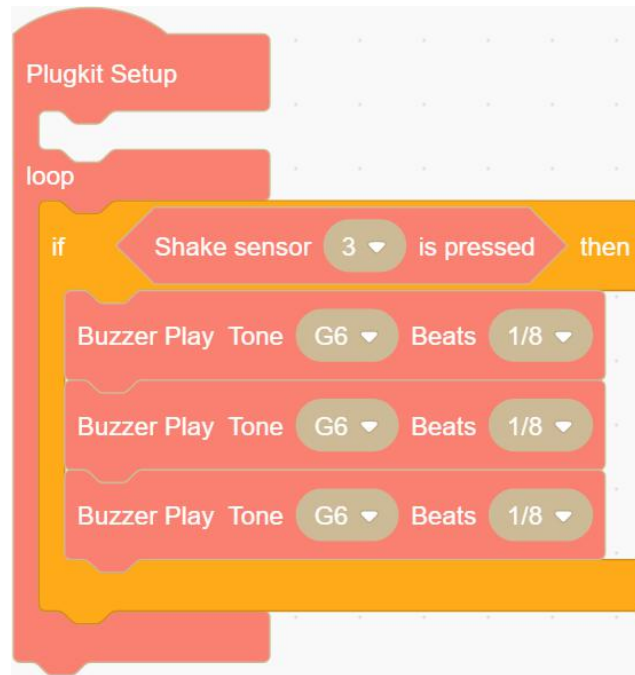 Plugkit Setup
loop
if Shake sensor 3 is pressed then
Buzzer Play Tone G6 Beats 1/8
Buzzer Play Tone G6 Beats 1/8
Buzzer Play Tone G6 Beats 1/8